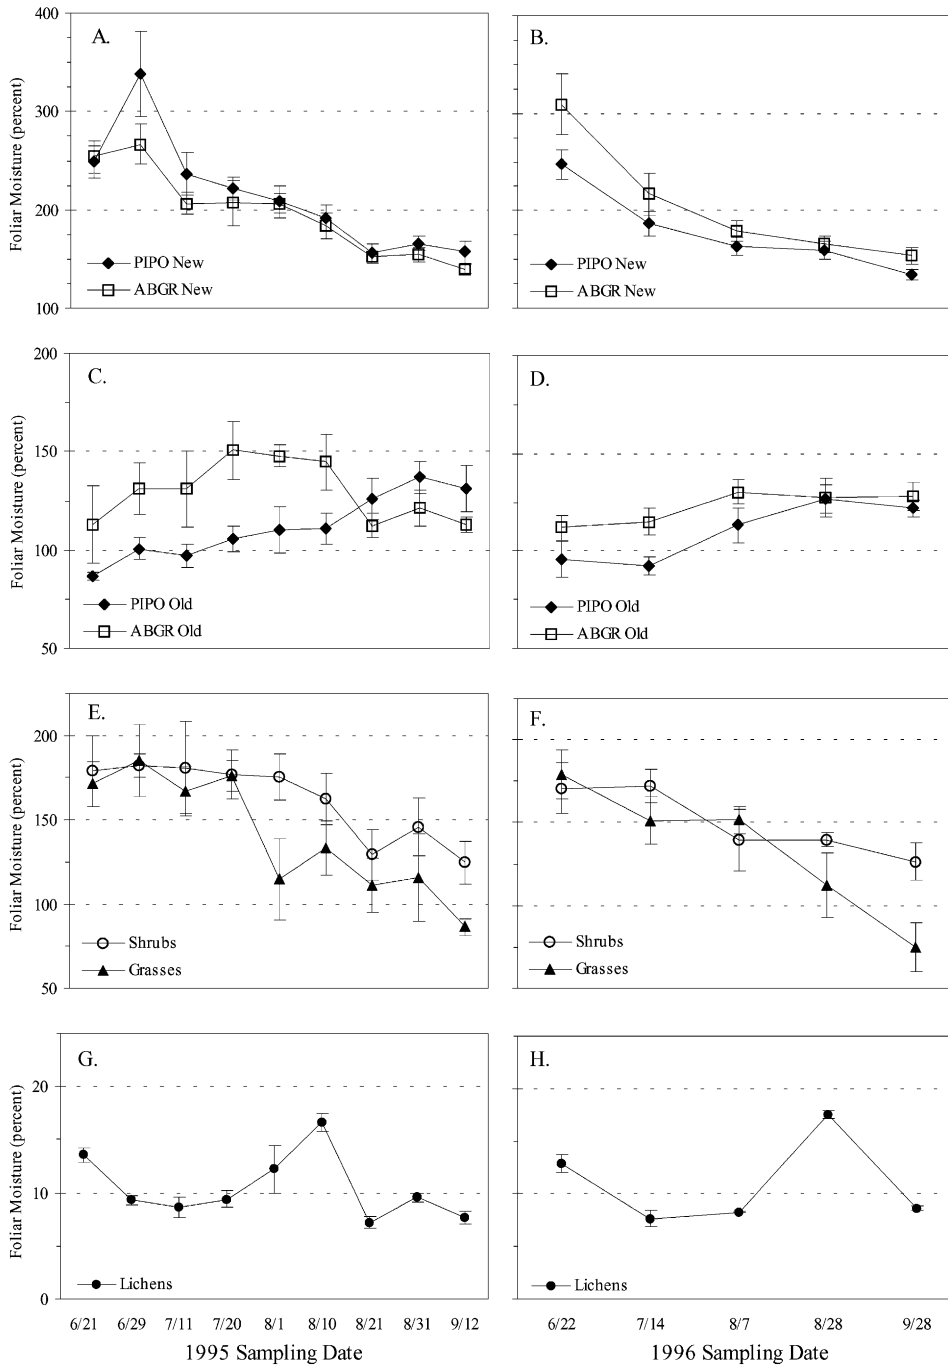 400
300
200
100
Foliar Moisture (percent)
A.
PIPO New
ABGR New
B.
PIPO New
ABGR New
200
150
100
50
Foliar Moisture (percent)
C.
PIPO Old
ABGR Old
D.
PIPO Old
ABGR Old
200
150
100
50
Foliar Moisture (percent)
E.
Shrubs
Grasses
F.
Shrubs
Grasses
20
10
0
Foliar Moisture (percent)
G.
Lichens
H.
Lichens
6/21 6/29 7/11 7/20 8/1 8/10 8/21 8/31 9/12
1995 Sampling Date
6/22 7/14 8/7 8/28 9/28
1996 Sampling Date